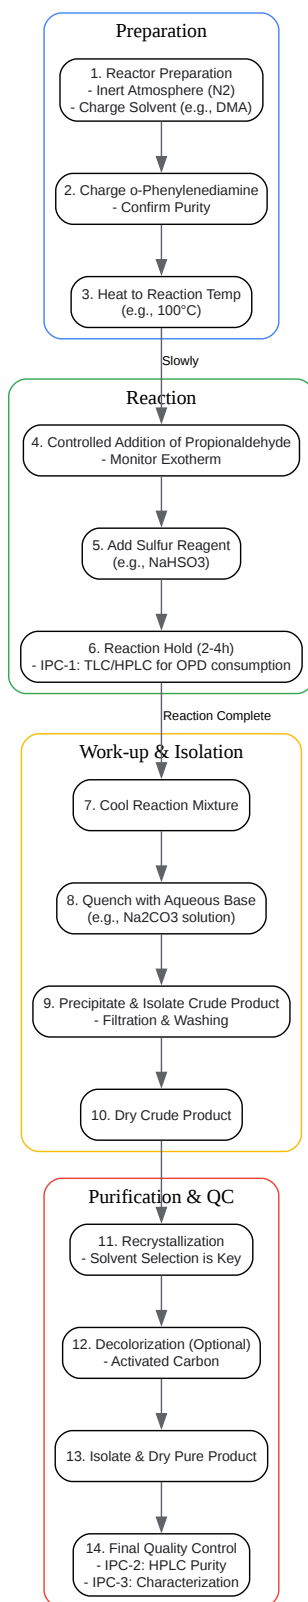 Preparation
1. Reactor Preparation
- Inert Atmosphere (N2)
- Charge Solvent (e.g., DMA)
2. Charge o-Phenylenediamine
- Confirm Purity
3. Heat to Reaction Temp
(e.g., 100°C)
Slowly
Reaction
4. Controlled Addition of Propionaldehyde
- Monitor Exotherm
5. Add Sulfur Reagent
(e.g., NaHSO3)
6. Reaction Hold (2-4h)
- IPC-1: TLC/HPLC for OPD consumption
Reaction Complete
Work-up & Isolation
7. Cool Reaction Mixture
8. Quench with Aqueous Base
(e.g., Na2CO3 solution)
9. Precipitate & Isolate Crude Product
- Filtration & Washing
10. Dry Crude Product
Purification & QC
11. Recrystallization
- Solvent Selection is Key
12. Decolorization (Optional)
- Activated Carbon
13. Isolate & Dry Pure Product
14. Final Quality Control
- IPC-2: HPLC Purity
- IPC-3: Characterization